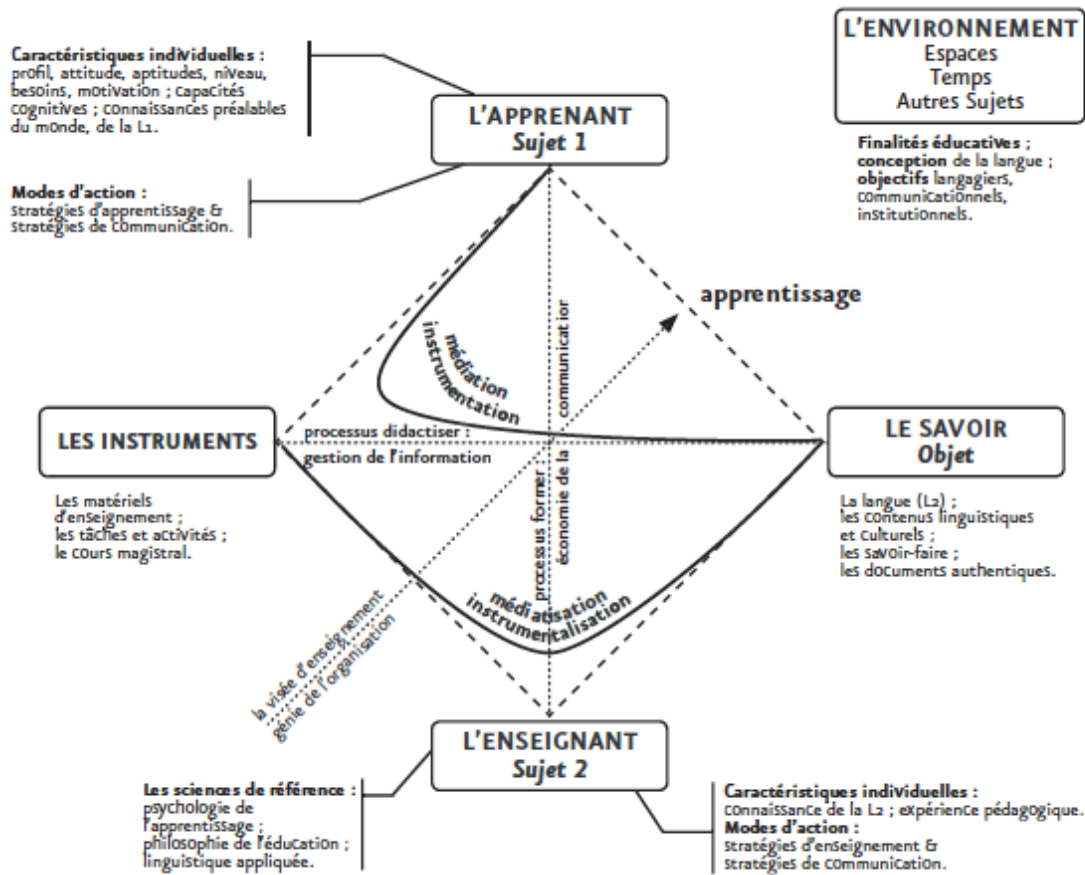 Caractéristiques individuelles :
profil, attitude, aptitudes, niveau,
besoins, motivation ; capacités
cognitives ; connaissances préalables
du monde, de la L1.
L'APPRENANT
Sujet 1
L'ENVIRONNEMENT
Espaces
Temps
Autres Sujets
Finalités éducatives ;
conception de la langue ;
objectifs langagiers,
communicationnels,
institutionnels.
Modes d'action :
stratégies d'apprentissage &
stratégies de communication.
apprentissage
médiation
instrumentation
processus former :
économie de la communication
LES INSTRUMENTS
processus didactiser :
gestion de l'information
LE SAVOIR
Objet
Les matériels
d'enseignement ;
les tâches et activités ;
le cours magistral.
La langue (L2) ;
les contenus linguistiques
et culturels ;
les savoir-faire ;
les documents authentiques.
médiatisation
instrumentalisation
la visée d'enseignement
génie de l'organisation
L'ENSEIGNANT
Sujet 2
Les sciences de référence :
psychologie de
l'apprentissage ;
philosophie de l'éducation ;
linguistique appliquée.
Caractéristiques individuelles :
connaissance de la L2 ; expérience pédagogique.
Modes d'action :
stratégies d'enseignement &
stratégies de communication.